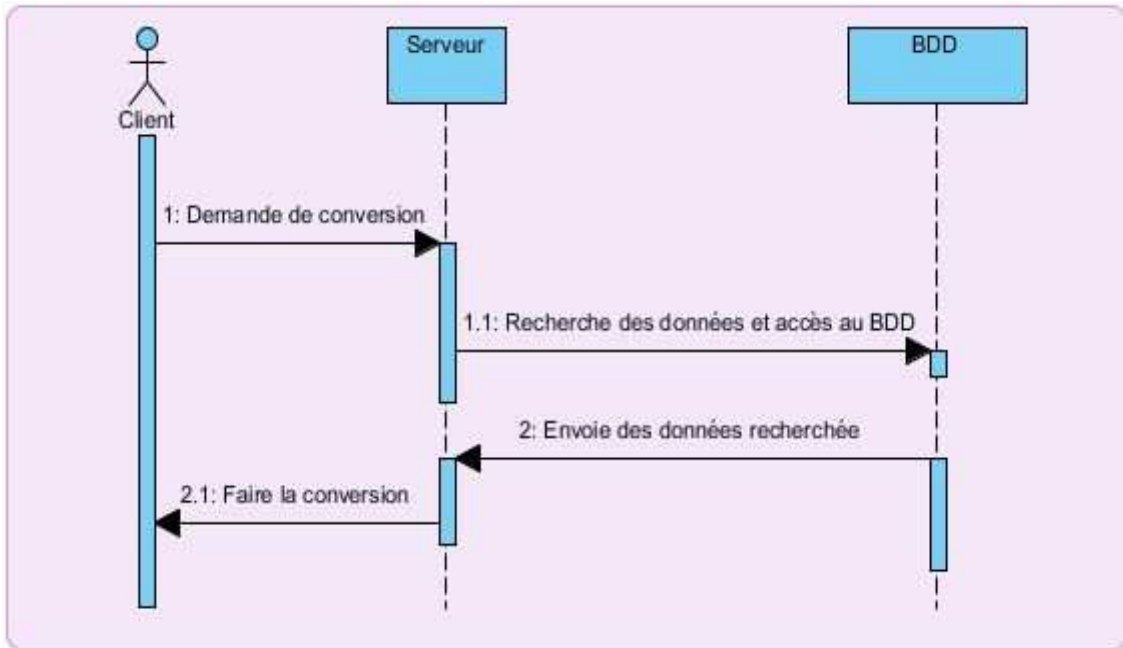 Serveur
BDD
Client
1: Demande de conversion
1.1: Recherche des données et accès au BDD
2: Envoie des données recherchée
2.1: Faire la conversion